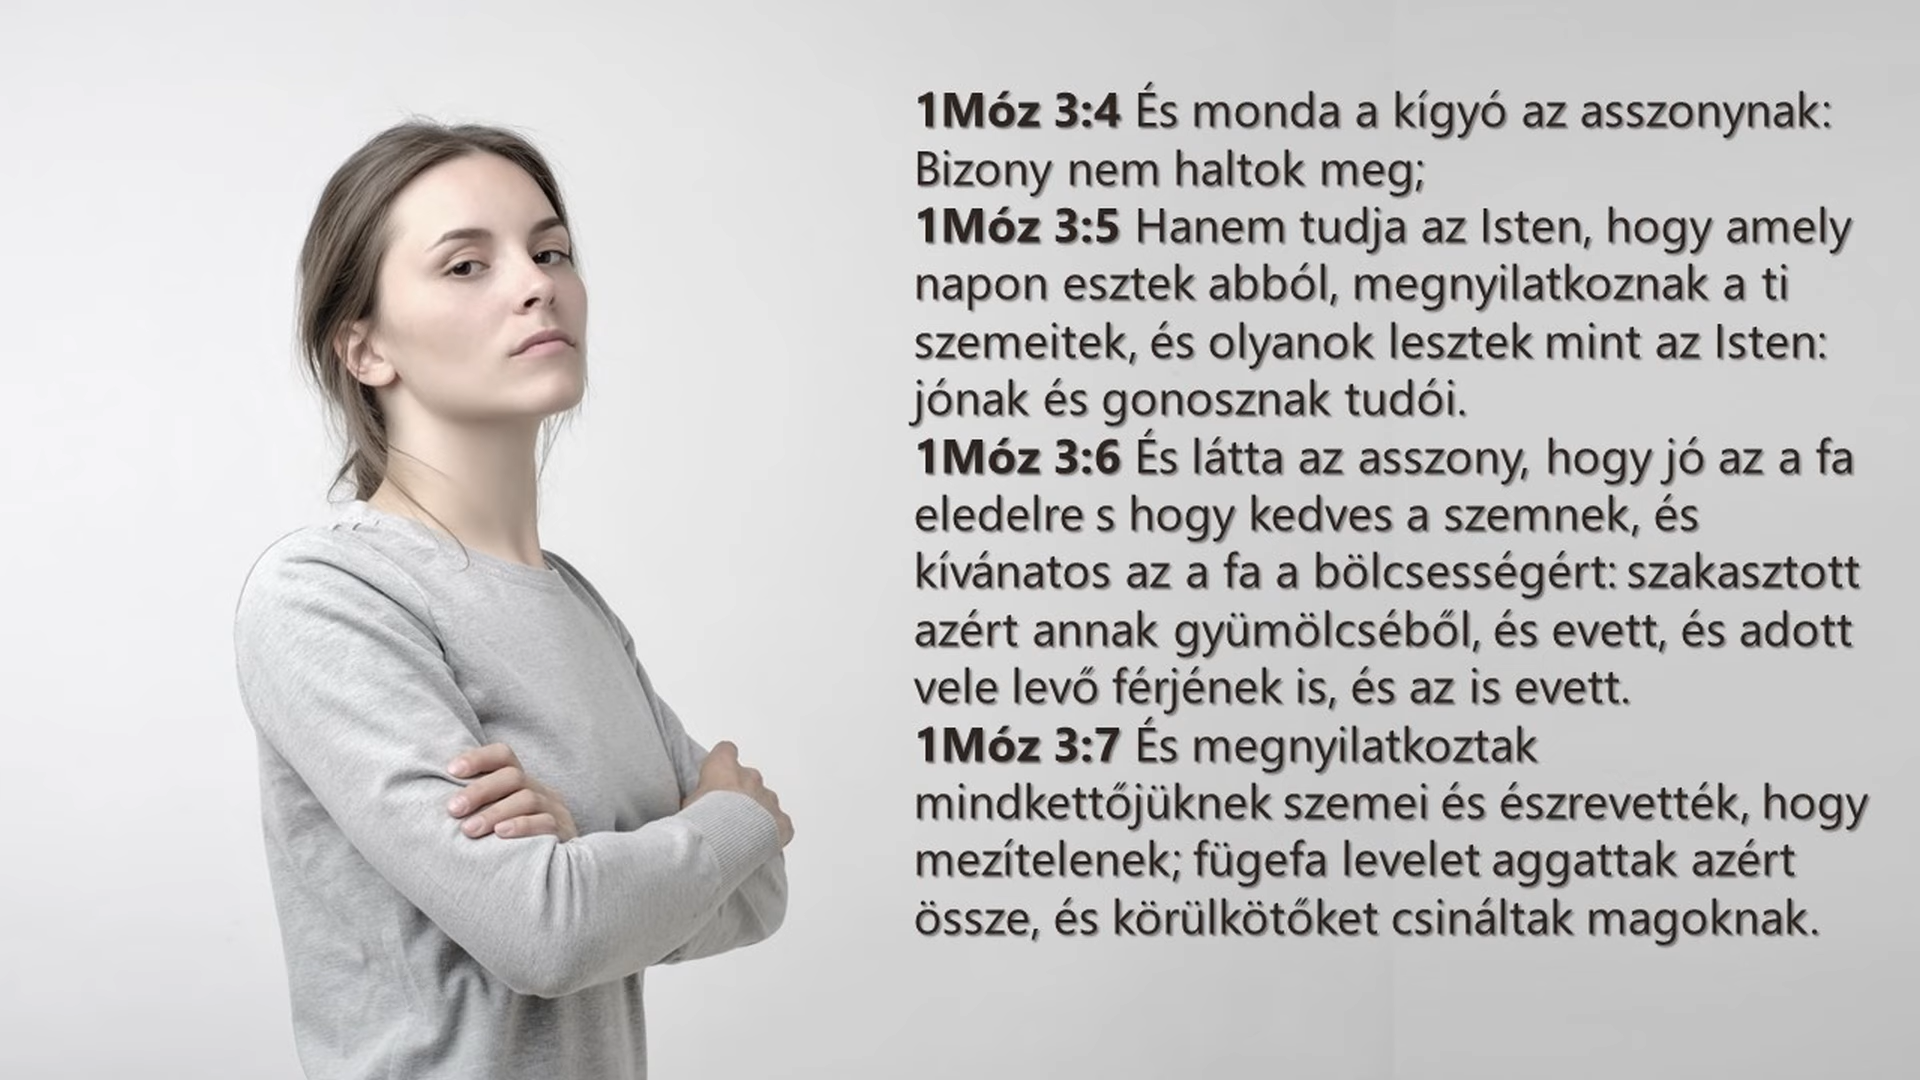 1Móz 3:4 És monda a kígyó az asszonynak:
Bizony nem haltok meg;
1Móz 3:5 Hanem tudja az Isten, hogy amely
napon esztek abból, megnyilatkoznak a ti
szemeitek, és olyanok lesztek mint az Isten:
jónak és gonosznak tudói.
1Móz 3:6 És látta az asszony, hogy jó az a fa
eledelre s hogy kedves a szemnek, és
kívánatos az a fa a bölcsességért: szakasztott
azért annak gyümölcséből, és evett, és adott
vele levő férjének is, és az is evett.
1Móz 3:7 És megnyilatkoztak
mindkettőjüknek szemei és észrevették, hogy
mezítelenek; fügefa levelet aggattak azért
össze, és körülkötőket csináltak magoknak.